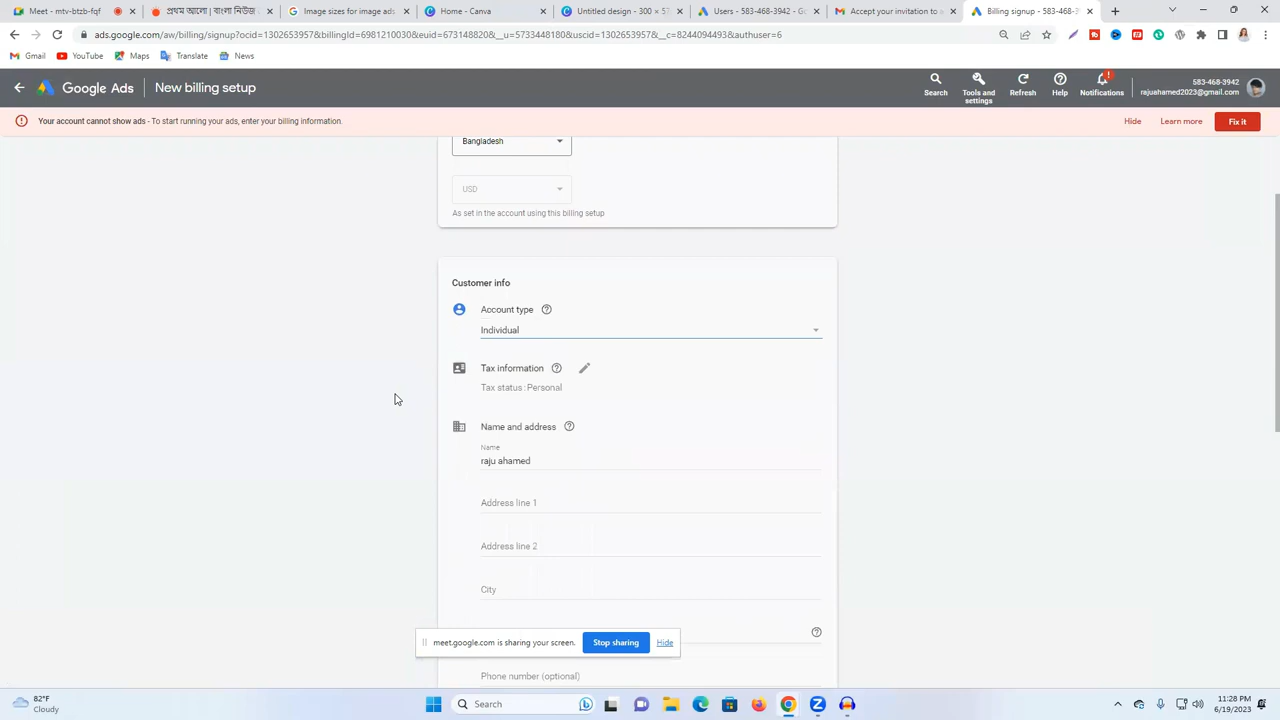 Meet - mtv-btzb-fqf
প্রথম আলো | বাংলা নিউজ
Image sizes for image ads
Home - Canva
Untitled design - 300 × 57
Users - 583-468-3942 - Go
Accept your invitation to a
Billing signup - 583-468-3
ads.google.com/aw/billing/signup?ocid=1302653957&billingId=6981210830&euid=673148820&__u=5733448180&uscid=1302653957&__c=8244094493&authuser=6
Gmail
YouTube
Maps
Translate
News
Google Ads
New billing setup
Search
Tools and settings
Refresh
Help
Notifications
583-468-3942
rajuahamed2023@gmail.com
Your account cannot show ads - To start running your ads, enter your billing information.
Hide
Learn more
Fix it
Bangladesh
USD
As set in the account using this billing setup
Customer info
Account type
Individual
Tax information
Tax status : Personal
Name and address
Name
raju ahamed
Address line 1
Address line 2
City
meet.google.com is sharing your screen.
Stop sharing
Hide
Phone number (optional)
82°F
Cloudy
Search
11:28 PM
6/19/2023